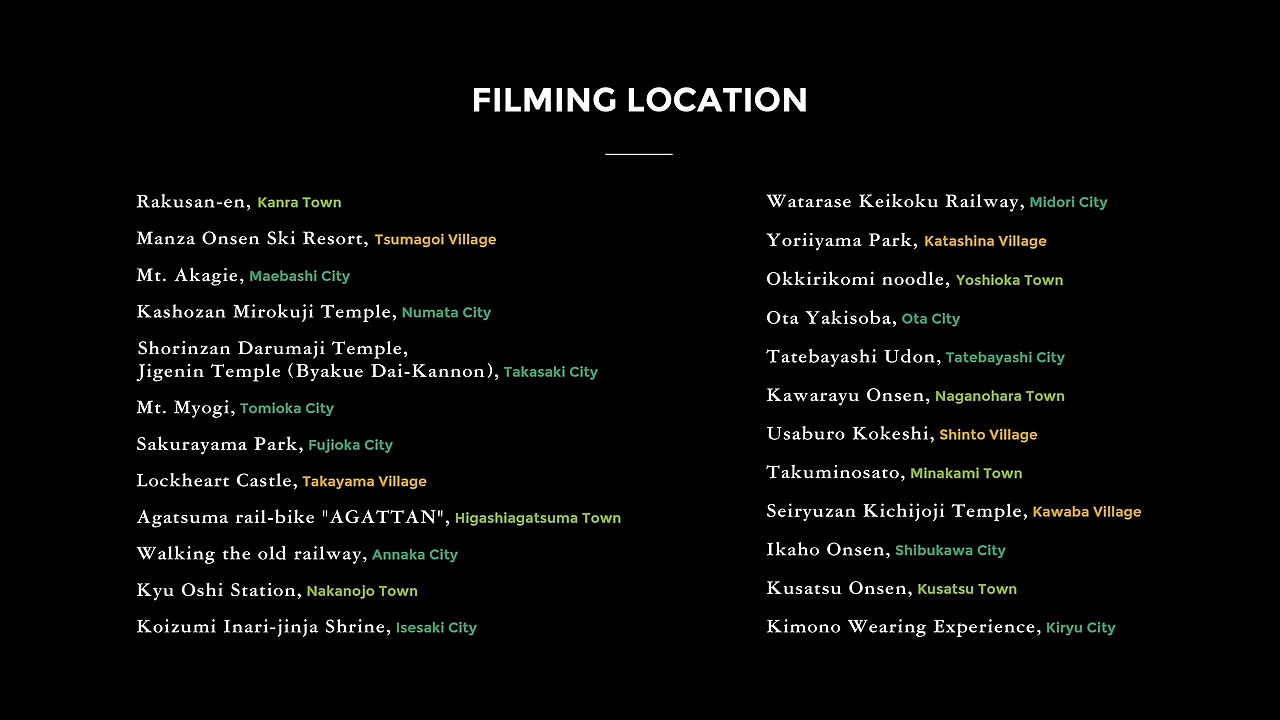 FILMING LOCATION
Rakusan-en, Kanra Town
Manza Onsen Ski Resort, Tsumagoi Village
Mt. Akagie, Maebashi City
Kashozan Mirokuji Temple, Numata City
Shorinzan Darumaji Temple,
Jigenin Temple (Byakue Dai-Kannon), Takasaki City
Mt. Myogi, Tomioka City
Sakurayama Park, Fujioka City
Lockheart Castle, Takayama Village
Agatsuma rail-bike "AGATTAN", Higashiagatsuma Town
Walking the old railway, Annaka City
Kyu Oshi Station, Nakanojo Town
Koizumi Inari-jinja Shrine, Isesaki City
Watarase Keikoku Railway, Midori City
Yoriiyama Park, Katashina Village
Okkirikomi noodle, Yoshioka Town
Ota Yakisoba, Ota City
Tatebayashi Udon, Tatebayashi City
Kawarayu Onsen, Naganohara Town
Usaburo Kokeshi, Shinto Village
Takuminosato, Minakami Town
Seiryuzan Kichijoji Temple, Kawaba Village
Ikaho Onsen, Shibukawa City
Kusatsu Onsen, Kusatsu Town
Kimono Wearing Experience, Kiryu City